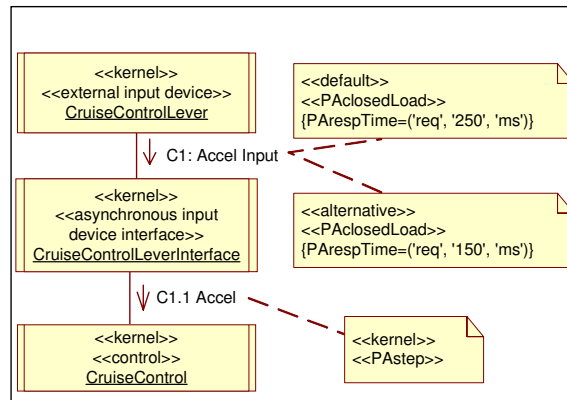 <<kernel>>
<<external input device>>
CruiseControlLever
<<default>>
<<PAclosedLoad>>
{PArespTime=('req', '250', 'ms')}
C1: Accel Input
<<kernel>>
<<asynchronous input
device interface>>
CruiseControlLeverInterface
<<alternative>>
<<PAclosedLoad>>
{PArespTime=('req', '150', 'ms')}
C1.1 Accel
<<kernel>>
<<control>>
CruiseControl
<<kernel>>
<<PAstep>>